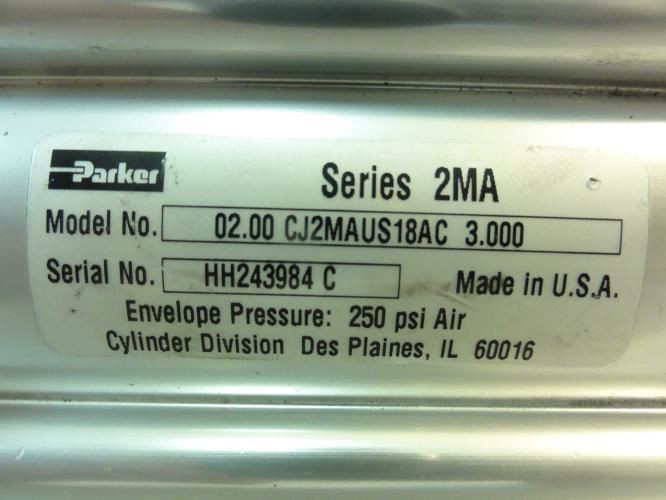 Parker
Series 2MA
Model No. 02.00 CJ2MAUS18AC 3.000
Serial No. HH243984 C Made in U.S.A.
Envelope Pressure: 250 psi Air
Cylinder Division Des Plaines, IL 60016